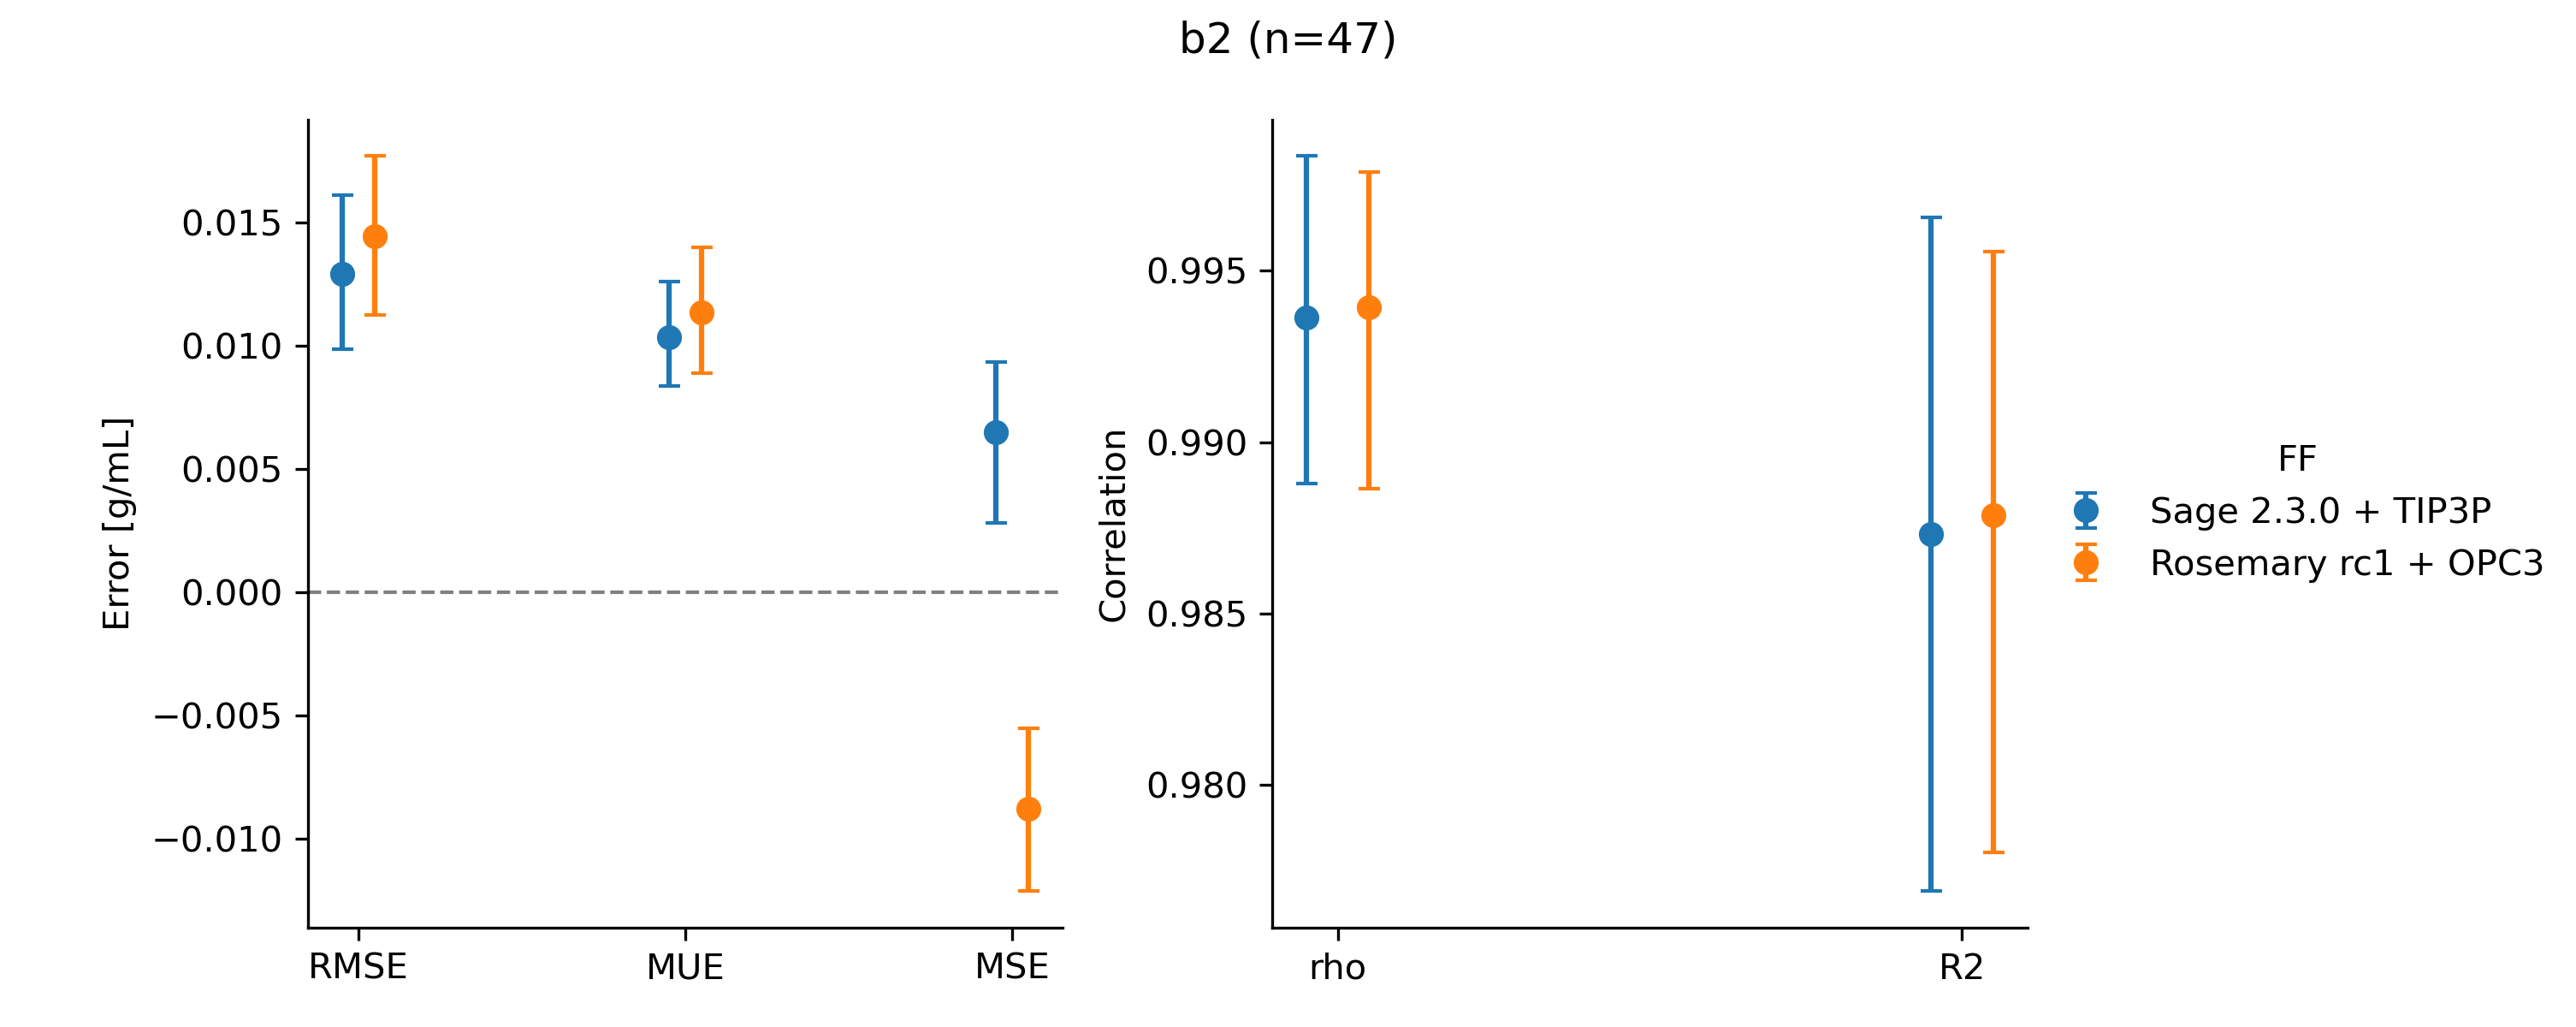 b2 (n=47)
Error [g/mL]
0.015
0.010
0.005
0.000
−0.005
−0.010
RMSE
MUE
MSE
Correlation
0.995
0.990
0.985
0.980
rho
R2
FF
Sage 2.3.0 + TIP3P
Rosemary rc1 + OPC3